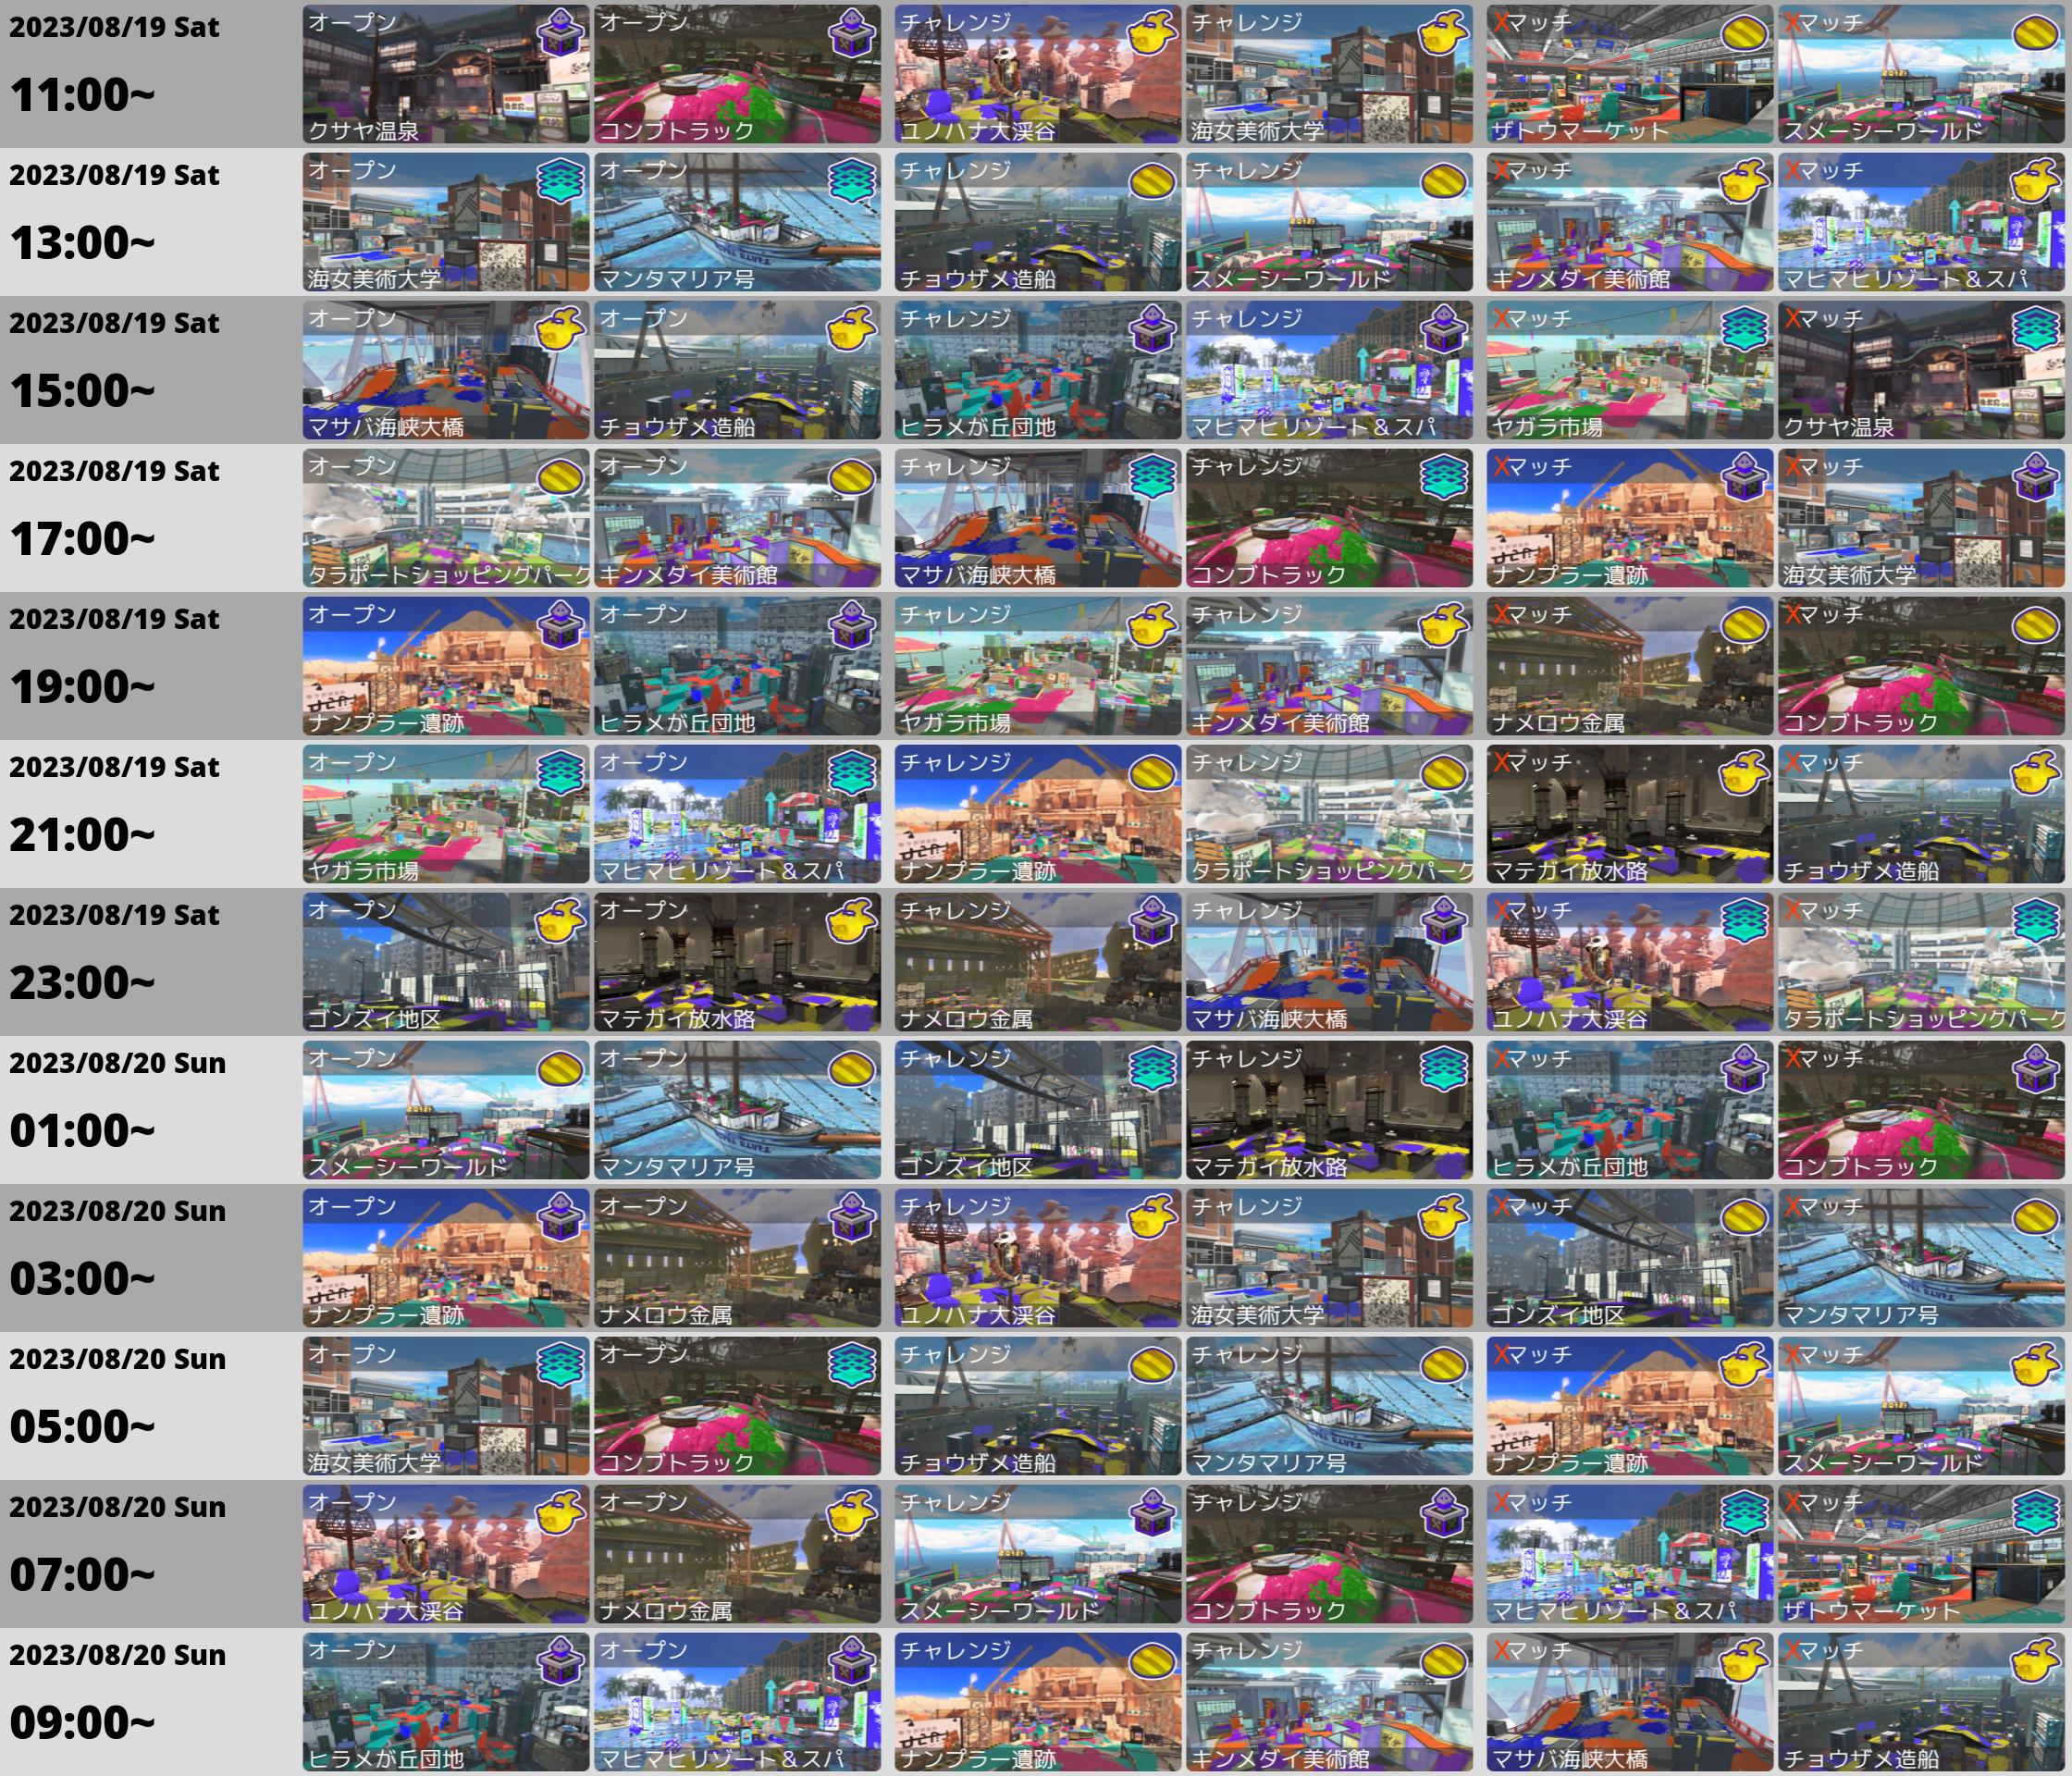 2023/08/19 Sat
11:00~
オープン オープン チャレンジ チャレンジ Xマッチ Xマッチ
クサヤ温泉 コンブトラック ユノハナ大渓谷 海女美術大学 ザトウマーケット スメーシーワールド
2023/08/19 Sat
13:00~
オープン オープン チャレンジ チャレンジ Xマッチ Xマッチ
海女美術大学 マンタマリア号 チョウザメ造船 スメーシーワールド キンメダイ美術館 マヒマヒリゾート&スパ
2023/08/19 Sat
15:00~
オープン オープン チャレンジ チャレンジ Xマッチ Xマッチ
マサバ海峡大橋 チョウザメ造船 ヒラメが丘団地 マヒマヒリゾート&スパ ヤガラ市場 クサヤ温泉
2023/08/19 Sat
17:00~
オープン オープン チャレンジ チャレンジ Xマッチ Xマッチ
タラポートショッピングパーク キンメダイ美術館 マサバ海峡大橋 コンブトラック ナンプラー遺跡 海女美術大学
2023/08/19 Sat
19:00~
オープン オープン チャレンジ チャレンジ Xマッチ Xマッチ
ナンプラー遺跡 ヒラメが丘団地 ヤガラ市場 キンメダイ美術館 ナメロウ金属 コンブトラック
2023/08/19 Sat
21:00~
オープン オープン チャレンジ チャレンジ Xマッチ Xマッチ
ヤガラ市場 マヒマヒリゾート&スパ ナンプラー遺跡 タラポートショッピングパーク マテガイ放水路 チョウザメ造船
2023/08/19 Sat
23:00~
オープン オープン チャレンジ チャレンジ Xマッチ Xマッチ
ゴンズイ地区 マテガイ放水路 ナメロウ金属 マサバ海峡大橋 ユノハナ大渓谷 タラポートショッピングパーク
2023/08/20 Sun
01:00~
オープン オープン チャレンジ チャレンジ Xマッチ Xマッチ
スメーシーワールド マンタマリア号 ゴンズイ地区 マテガイ放水路 ヒラメが丘団地 コンブトラック
2023/08/20 Sun
03:00~
オープン オープン チャレンジ チャレンジ Xマッチ Xマッチ
ナンプラー遺跡 ナメロウ金属 ユノハナ大渓谷 海女美術大学 ゴンズイ地区 マンタマリア号
2023/08/20 Sun
05:00~
オープン オープン チャレンジ チャレンジ Xマッチ Xマッチ
海女美術大学 コンブトラック チョウザメ造船 マンタマリア号 ナンプラー遺跡 スメーシーワールド
2023/08/20 Sun
07:00~
オープン オープン チャレンジ チャレンジ Xマッチ Xマッチ
ユノハナ大渓谷 ナメロウ金属 スメーシーワールド コンブトラック マヒマヒリゾート&スパ ザトウマーケット
2023/08/20 Sun
09:00~
オープン オープン チャレンジ チャレンジ Xマッチ Xマッチ
ヒラメが丘団地 マヒマヒリゾート&スパ ナンプラー遺跡 キンメダイ美術館 マサバ海峡大橋 チョウザメ造船